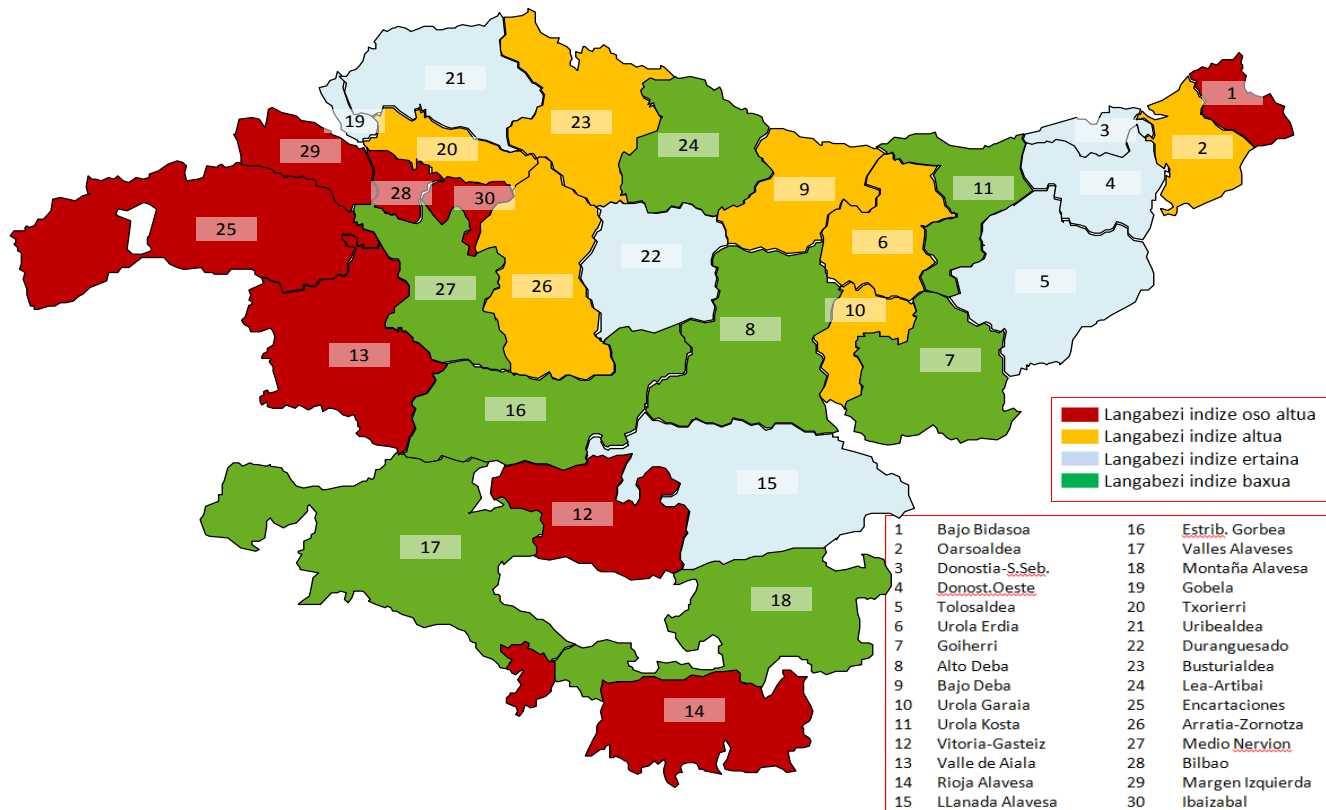 21
1
3
19
23
2
29
20
24
4
9
11
28
30
25
6
22
5
27
26
10
8
13
7
16
15
12
17
18
14
Langabezi indize oso altua
Langabezi indize altua
Langabezi indize ertaina
Langabezi indize baxua
1 Bajo Bidasoa 16 Estrib. Gorbea
2 Oarsoaldea 17 Valles Alaveses
3 Donostia-S.Seb. 18 Montaña Alavesa
4 Donost.Oeste 19 Gobela
5 Tolosaldea 20 Txorierri
6 Urola Erdia 21 Uribealdea
7 Goiherri 22 Duranguesado
8 Alto Deba 23 Busturialdea
9 Bajo Deba 24 Lea-Artibai
10 Urola Garaia 25 Encartaciones
11 Urola Kosta 26 Arratia-Zornotza
12 Vitoria-Gasteiz 27 Medio Nervion
13 Valle de Aiala 28 Bilbao
14 Rioja Alavesa 29 Margen Izquierda
15 LLanada Alavesa 30 Ibaizabal